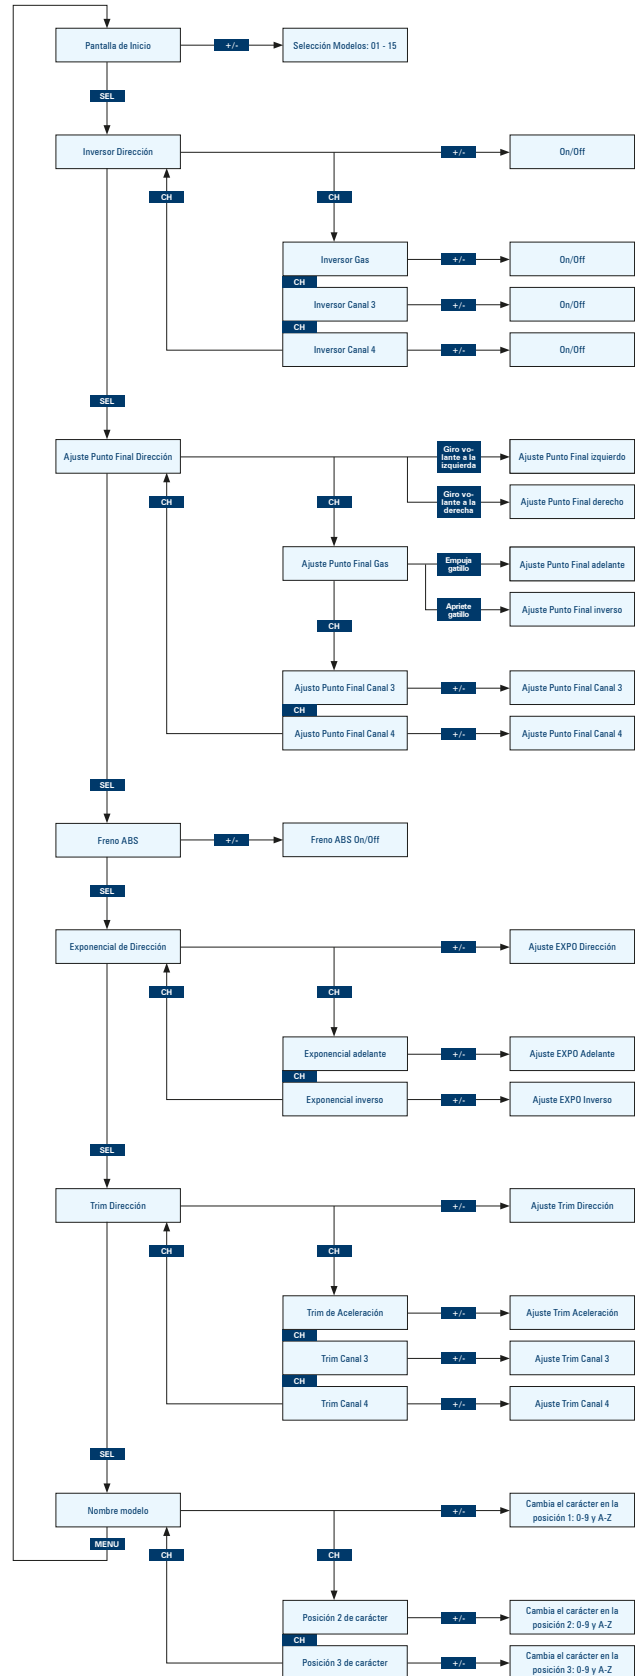 Pantalla de Inicio
+/-
Selección Modelos: 01 - 15
SEL
Inversor Dirección
+/-
On/Off
CH
CH
Inversor Gas
+/-
On/Off
CH
Inversor Canal 3
+/-
On/Off
CH
Inversor Canal 4
+/-
On/Off
SEL
Ajuste Punto Final Dirección
Giro vo-
lante a la
izquierda
Ajuste Punto Final izquierdo
Giro vo-
lante a la
derecha
Ajuste Punto Final derecho
CH
CH
Ajuste Punto Final Gas
Empuja
gatillo
Ajuste Punto Final adelante
Apriete
gatillo
Ajuste Punto Final inverso
CH
Ajusto Punto Final Canal 3
+/-
Ajuste Punto Final Canal 3
CH
Ajusto Punto Final Canal 4
+/-
Ajuste Punto Final Canal 4
SEL
Freno ABS
+/-
Freno ABS On/Off
SEL
Exponencial de Dirección
+/-
Ajuste EXPO Dirección
CH
CH
Exponencial adelante
+/-
Ajuste EXPO Adelante
CH
Exponencial inverso
+/-
Ajuste EXPO Inverso
SEL
Trim Dirección
+/-
Ajuste Trim Dirección
CH
CH
Trim de Aceleración
+/-
Ajuste Trim Aceleración
CH
Trim Canal 3
+/-
Ajuste Trim Canal 3
CH
Trim Canal 4
+/-
Ajuste Trim Canal 4
SEL
Nombre modelo
+/-
Cambia el carácter en la
posición 1: 0-9 y A-Z
MENU
CH
CH
Posición 2 de carácter
+/-
Cambia el carácter en la
posición 2: 0-9 y A-Z
CH
Posición 3 de carácter
+/-
Cambia el carácter en la
posición 3: 0-9 y A-Z